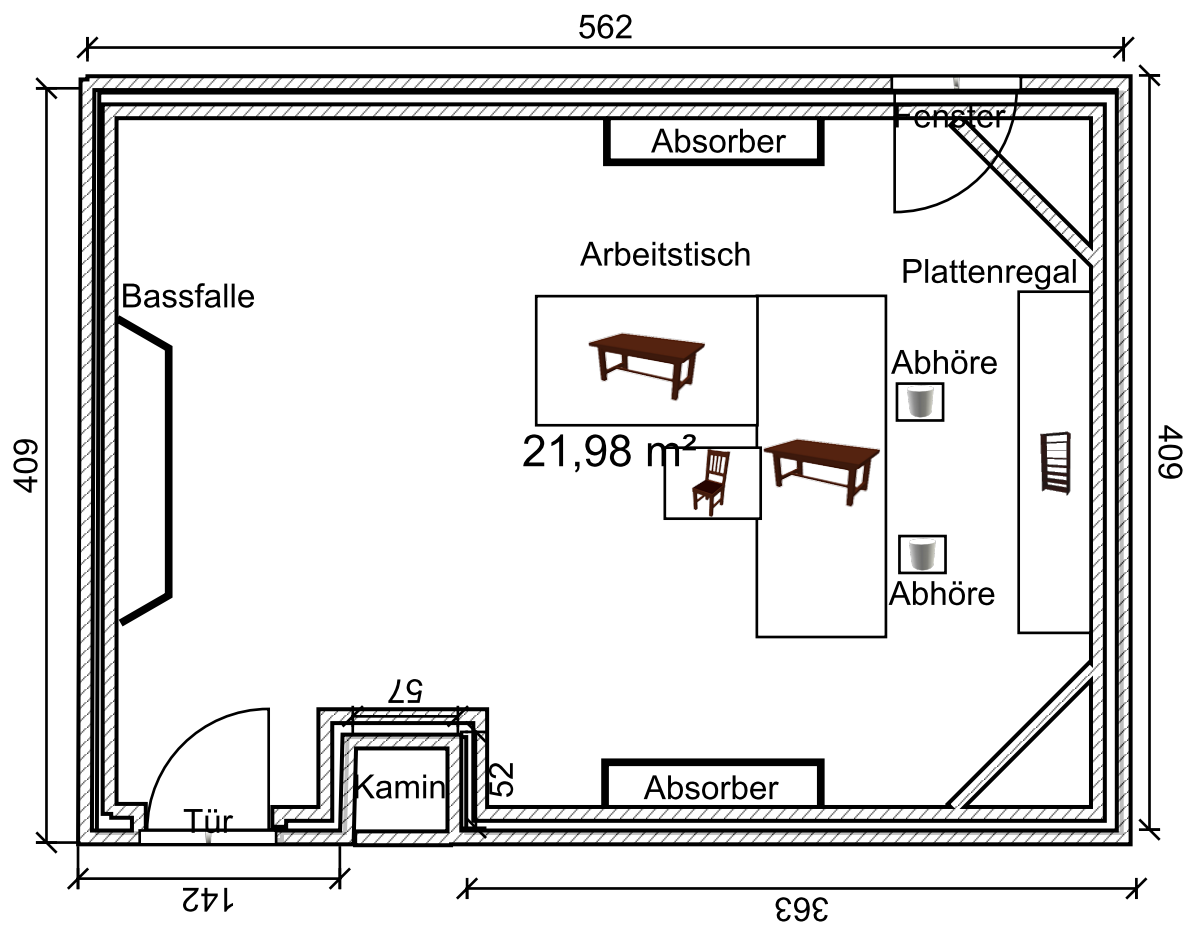 562
Fenster
Absorber
Arbeitstisch
Plattenregal
Bassfalle
Abhöre
409
21,98 m²
409
Abhöre
57
52
Kamin
Absorber
Tür
142
363